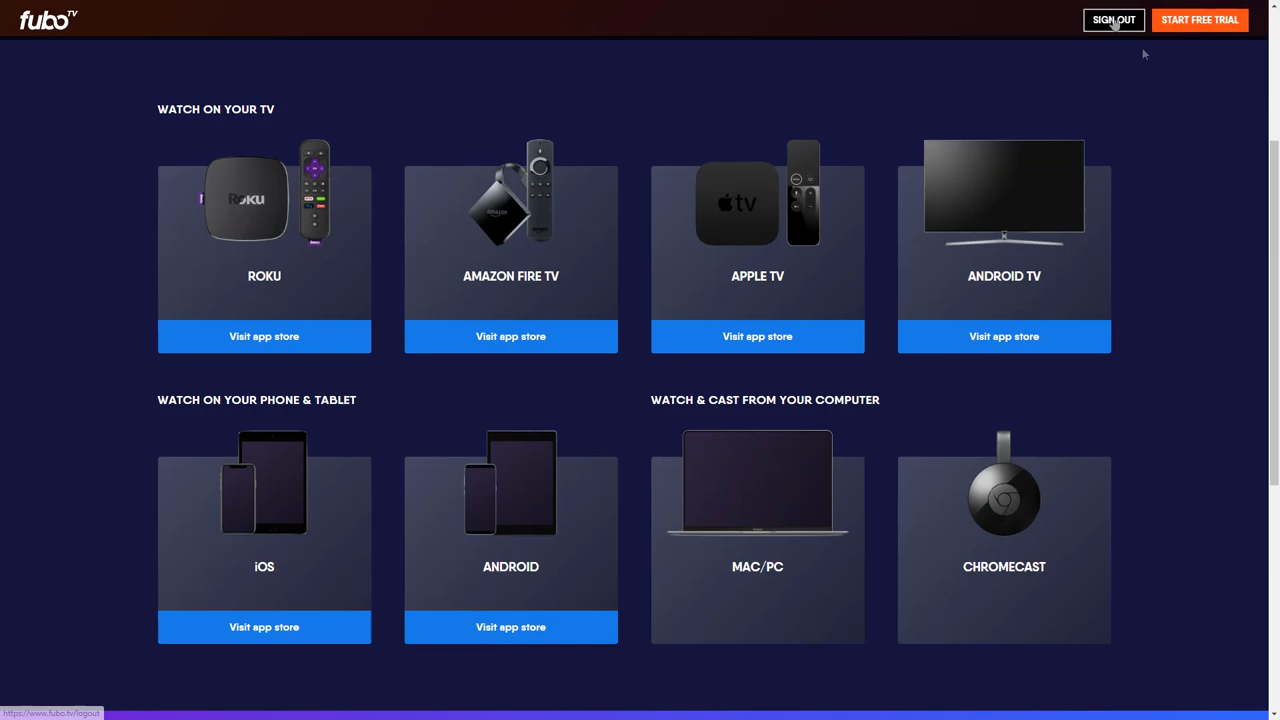 fubo TV
SIGN OUT
START FREE TRIAL
WATCH ON YOUR TV
ROKU
tv
ROKU
AMAZON FIRE TV
APPLE TV
ANDROID TV
Visit app store
Visit app store
Visit app store
Visit app store
WATCH ON YOUR PHONE & TABLET
WATCH & CAST FROM YOUR COMPUTER
iOS
ANDROID
MAC/PC
CHROMECAST
Visit app store
Visit app store
https://www.fubo.tv/logout